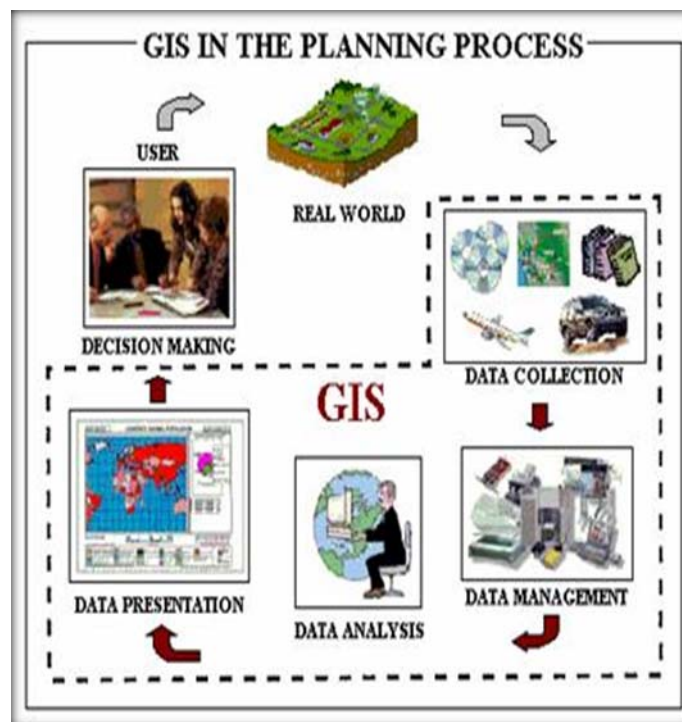 GIS IN THE PLANNING PROCESS
USER
REAL WORLD
DECISION MAKING
DATA COLLECTION
GIS
DATA PRESENTATION
DATA ANALYSIS
DATA MANAGEMENT